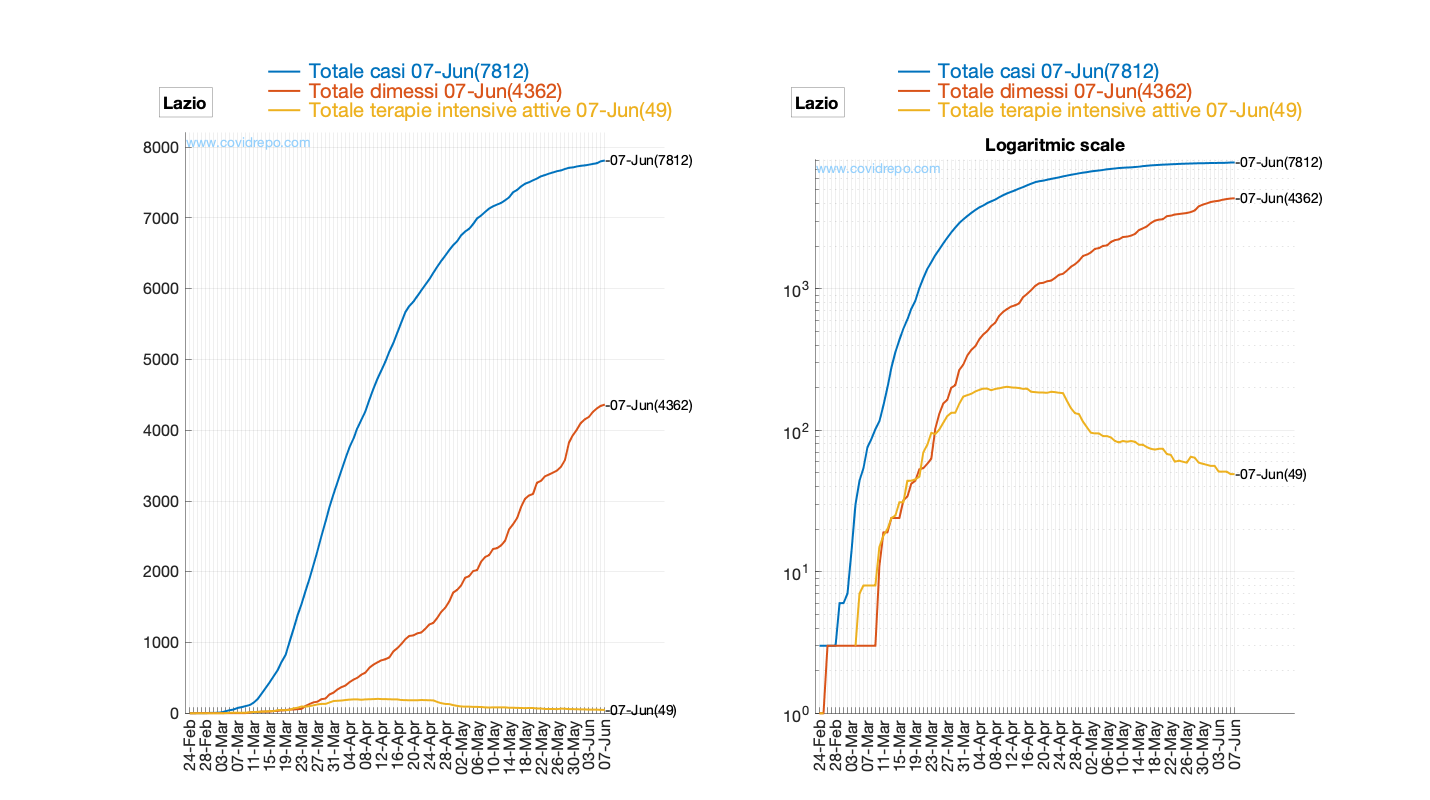 Totale casi 07-Jun(7812)
Totale dimessi 07-Jun(4362)
Totale terapie intensive attive 07-Jun(49)
Lazio
www.covidrepo.com
8000
7000
6000
5000
4000
3000
2000
1000
0
-07-Jun(7812)
-07-Jun(4362)
-07-Jun(49)
24-Feb
28-Feb
03-Mar
07-Mar
11-Mar
15-Mar
19-Mar
23-Mar
27-Mar
31-Mar
04-Apr
08-Apr
12-Apr
16-Apr
20-Apr
24-Apr
28-Apr
02-May
06-May
10-May
14-May
18-May
22-May
26-May
30-May
03-Jun
07-Jun
Totale casi 07-Jun(7812)
Totale dimessi 07-Jun(4362)
Totale terapie intensive attive 07-Jun(49)
Lazio
Logaritmic scale
www.covidrepo.com
10³
10²
10¹
10⁰
-07-Jun(7812)
-07-Jun(4362)
-07-Jun(49)
24-Feb
28-Feb
03-Mar
07-Mar
11-Mar
15-Mar
19-Mar
23-Mar
27-Mar
31-Mar
04-Apr
08-Apr
12-Apr
16-Apr
20-Apr
24-Apr
28-Apr
02-May
06-May
10-May
14-May
18-May
22-May
26-May
30-May
03-Jun
07-Jun